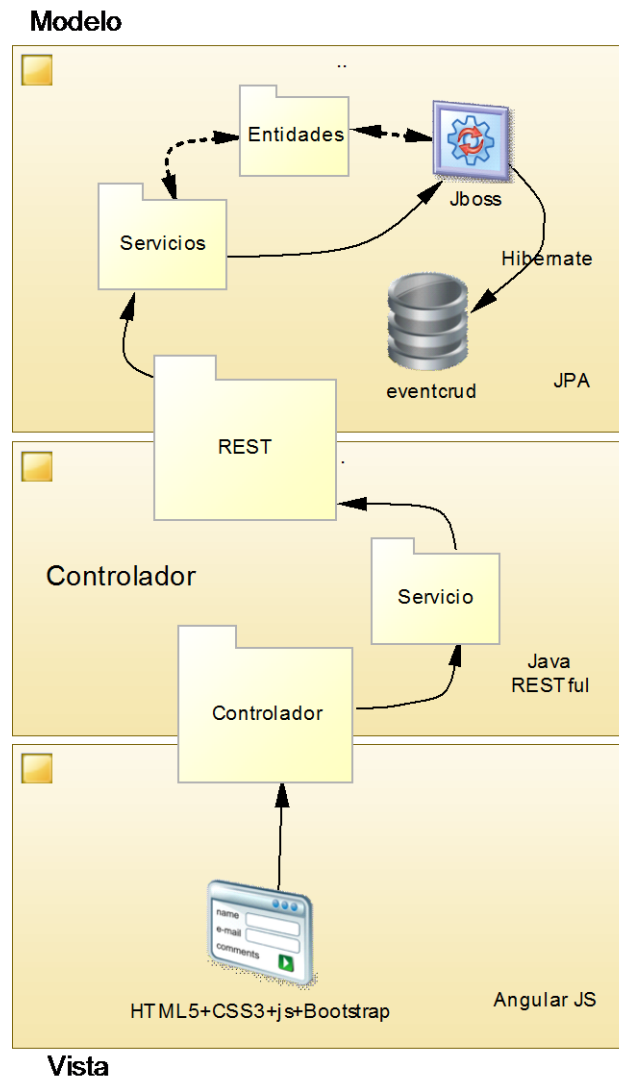 Modelo
..
Entidades
Jboss
Servicios
Hibernate
eventcrud
JPA
REST
.
Controlador
Servicio
Java
RESTful
Controlador
name
e-mail
comments
HTML5+CSS3+js+Bootstrap
Angular JS
Vista